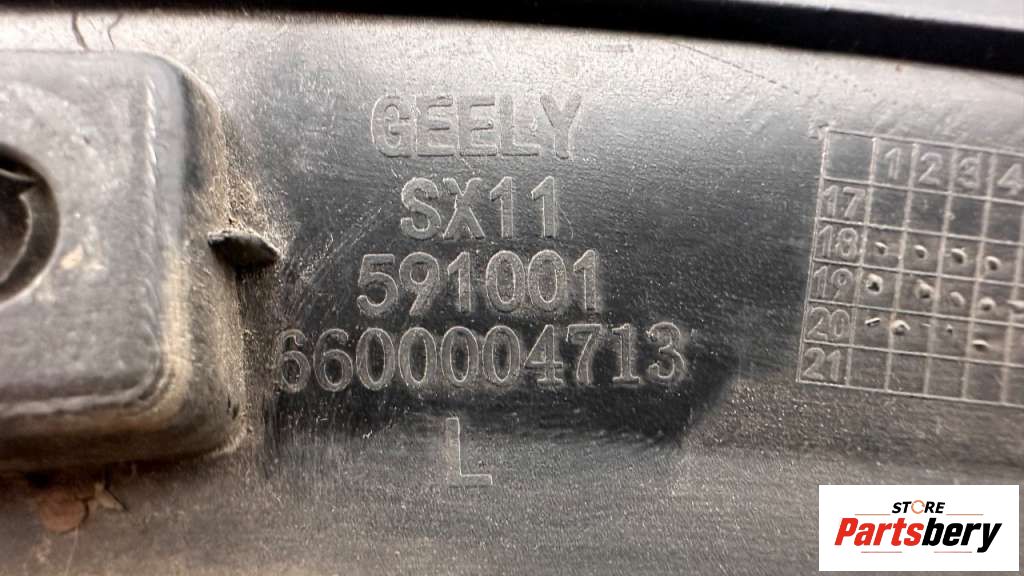 GEELY
SX11
591001
6600004713
L
1 2 3 4
17
18
19
20
21
STORE
Partsbery